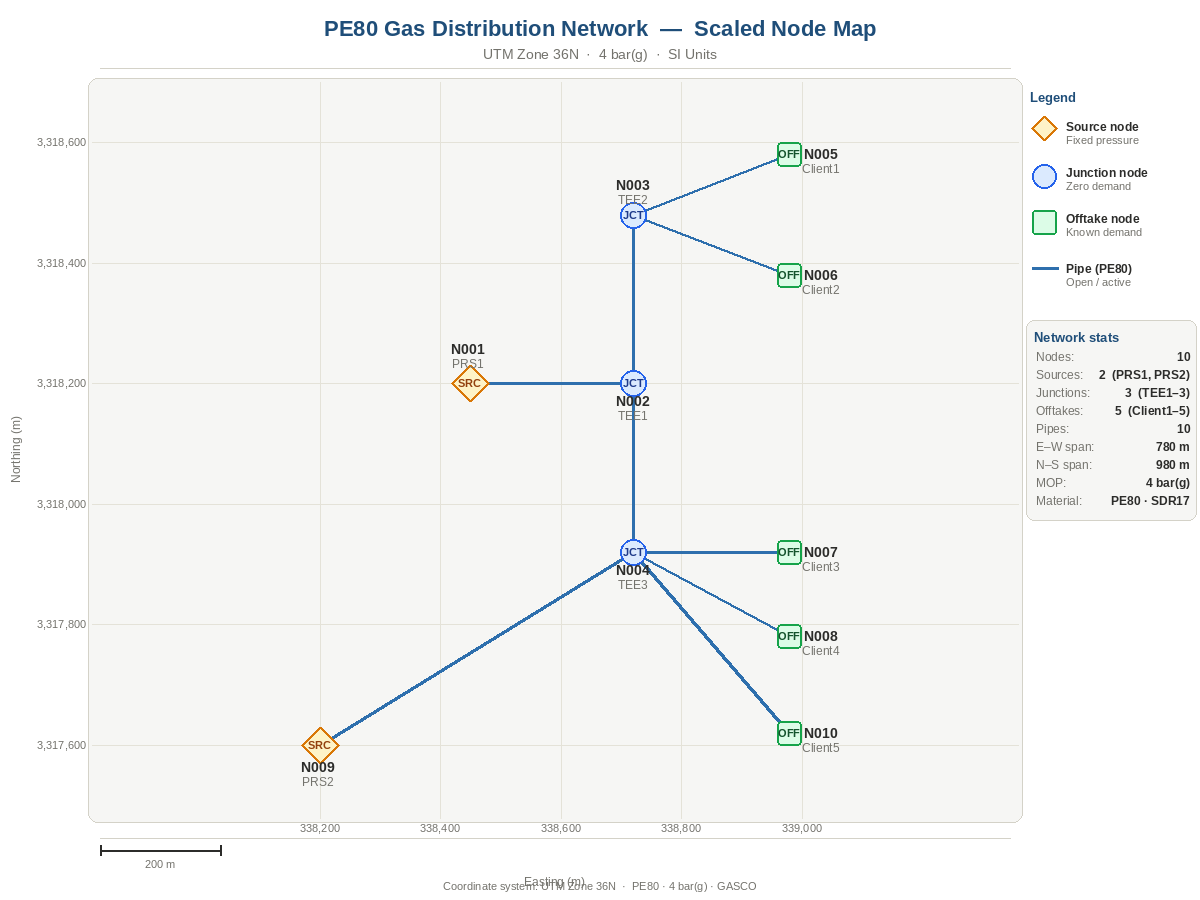 PE80 Gas Distribution Network — Scaled Node Map
UTM Zone 36N · 4 bar(g) · SI Units
Legend
Source node
Fixed pressure
Junction node
Zero demand
Offtake node
Known demand
Pipe (PE80)
Open / active
Network stats
Nodes: 10
Sources: 2 (PRS1, PRS2)
Junctions: 3 (TEE1–3)
Offtakes: 5 (Client1–5)
Pipes: 10
E–W span: 780 m
N–S span: 980 m
MOP: 4 bar(g)
Material: PE80 · SDR17
Northing (m)
3,318,600
3,318,400
3,318,200
3,318,000
3,317,800
3,317,600
OFF N005
Client1
N003
TEE2
JCT
OFF N006
Client2
N001
PRS1
SRC
JCT
N002
TEE1
JCT
N004
TEE3
OFF N007
Client3
OFF N008
Client4
OFF N010
Client5
SRC
N009
PRS2
338,200
338,400
338,600
338,800
339,000
200 m
Easting (m)
Coordinate system: UTM Zone 36N · PE80 · 4 bar(g) · GASCO